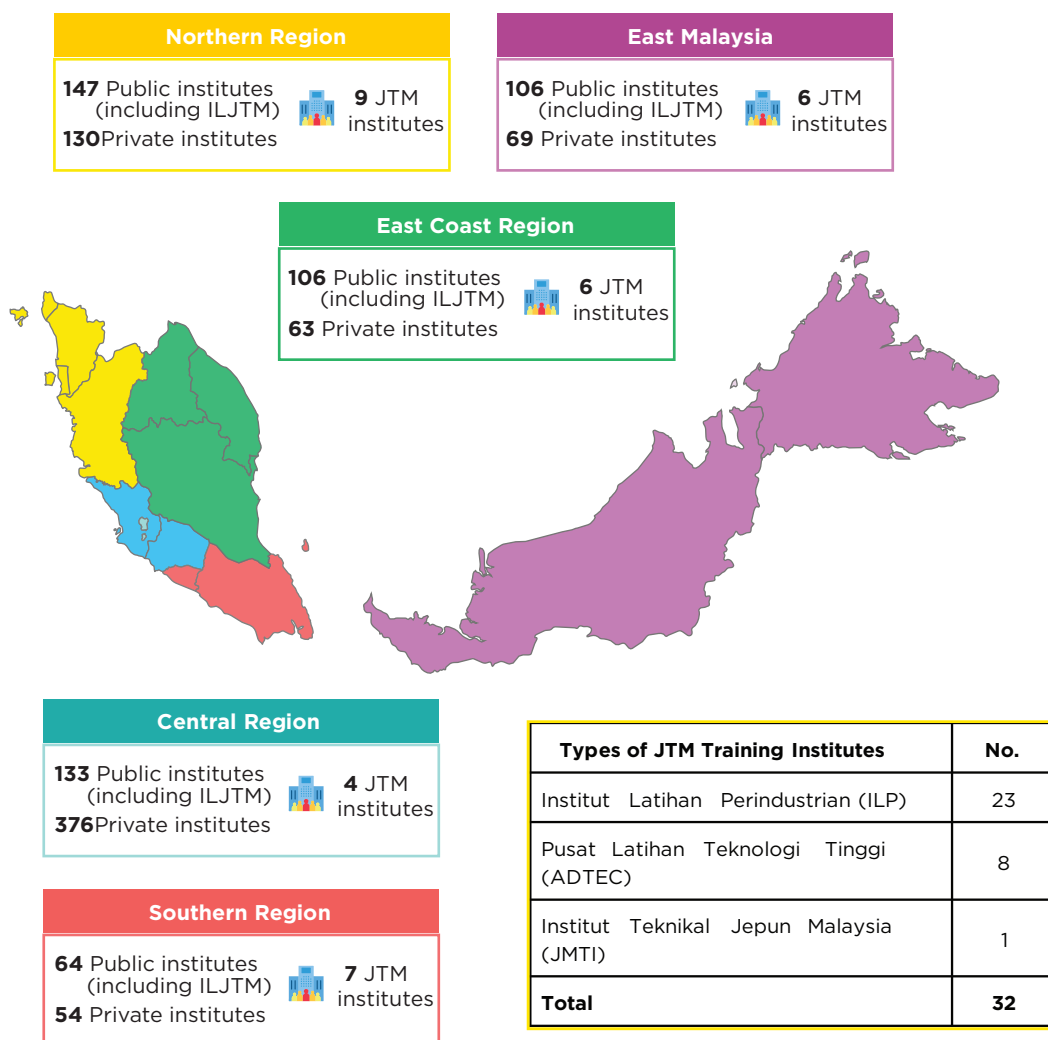 Northern Region
147 Public institutes
(including ILJTM)
130Private institutes
9 JTM
institutes
East Malaysia
106 Public institutes
(including ILJTM)
69 Private institutes
6 JTM
institutes
East Coast Region
106 Public institutes
(including ILJTM)
63 Private institutes
6 JTM
institutes
Central Region
133 Public institutes
(including ILJTM)
376Private institutes
4 JTM
institutes
Southern Region
64 Public institutes
(including ILJTM)
54 Private institutes
7 JTM
institutes
Types of JTM Training Institutes No.
Institut Latihan Perindustrian (ILP) 23
Pusat Latihan Teknologi Tinggi
(ADTEC) 8
Institut Teknikal Jepun Malaysia
(JMTI) 1
Total 32